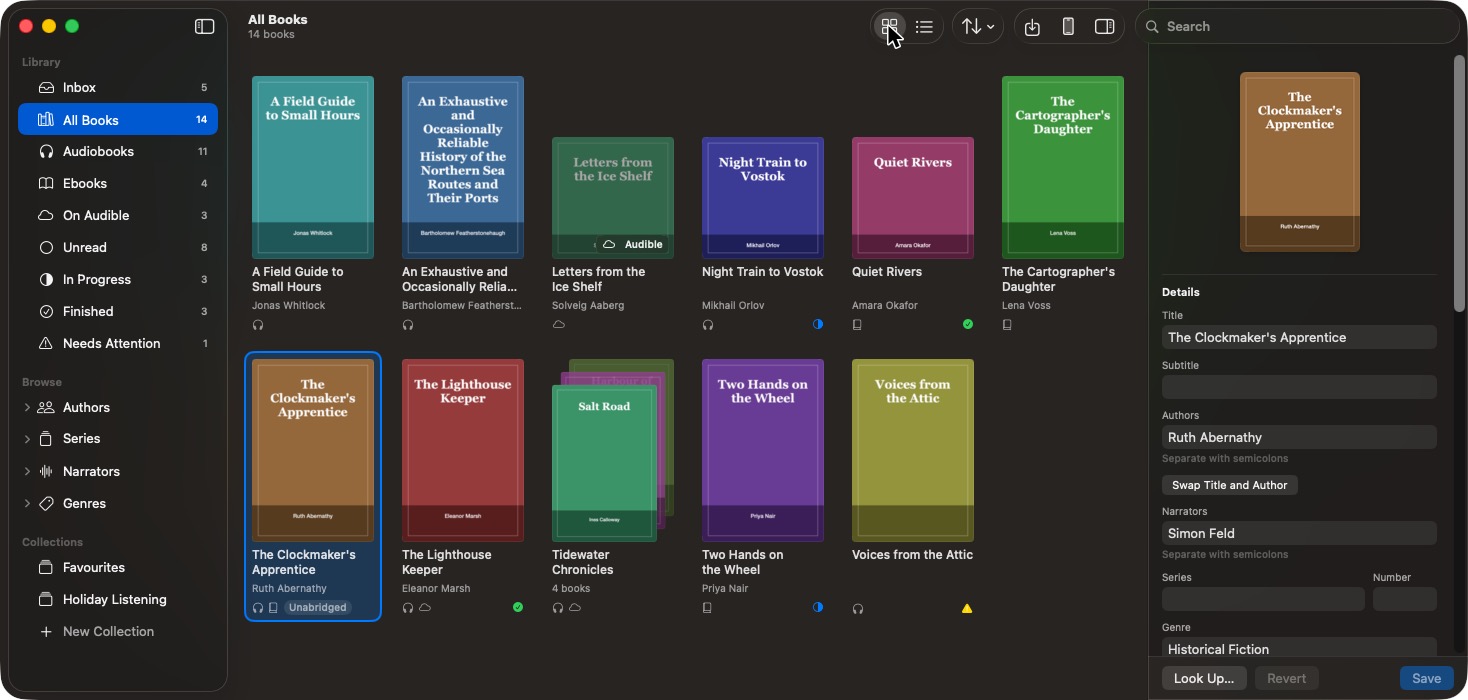 All Books
14 books
Search
Library
Inbox 5
All Books 14
Audiobooks 11
Ebooks 4
On Audible 3
Unread 8
In Progress 3
Finished 3
Needs Attention 1
Browse
Authors
Series
Narrators
Genres
Collections
Favourites
Holiday Listening
New Collection
A Field Guide
to Small Hours
Jonas Whitlock
A Field Guide to
Small Hours
Jonas Whitlock
An Exhaustive
and
Occasionally
Reliable
History of the
Northern Sea
Routes and
Their Ports
Bartholomew Featherstonehaugh
An Exhaustive and
Occasionally Relia...
Bartholomew Featherst...
Letters from
the Ice Shelf
Audible
Letters from the
Ice Shelf
Solveig Aaberg
Night Train to
Vostok
Mikhail Orlov
Night Train to Vostok
Mikhail Orlov
Quiet Rivers
Amara Okafor
Quiet Rivers
Amara Okafor
The
Cartographer's
Daughter
Lena Voss
The Cartographer's
Daughter
Lena Voss
The
Clockmaker's
Apprentice
Ruth Abernathy
The Clockmaker's
Apprentice
Ruth Abernathy
Unabridged
The Lighthouse
Keeper
Eleanor Marsh
The Lighthouse
Keeper
Eleanor Marsh
Harbour of
Salt Road
Ines Calloway
Tidewater
Chronicles
4 books
Two Hands on
the Wheel
Priya Nair
Two Hands on
the Wheel
Priya Nair
Voices from
the Attic
Voices from the Attic
The
Clockmaker's
Apprentice
Ruth Abernathy
Details
Title
The Clockmaker's Apprentice
Subtitle
Authors
Ruth Abernathy
Separate with semicolons
Swap Title and Author
Narrators
Simon Feld
Separate with semicolons
Series Number
Genre
Historical Fiction
Look Up... Revert Save